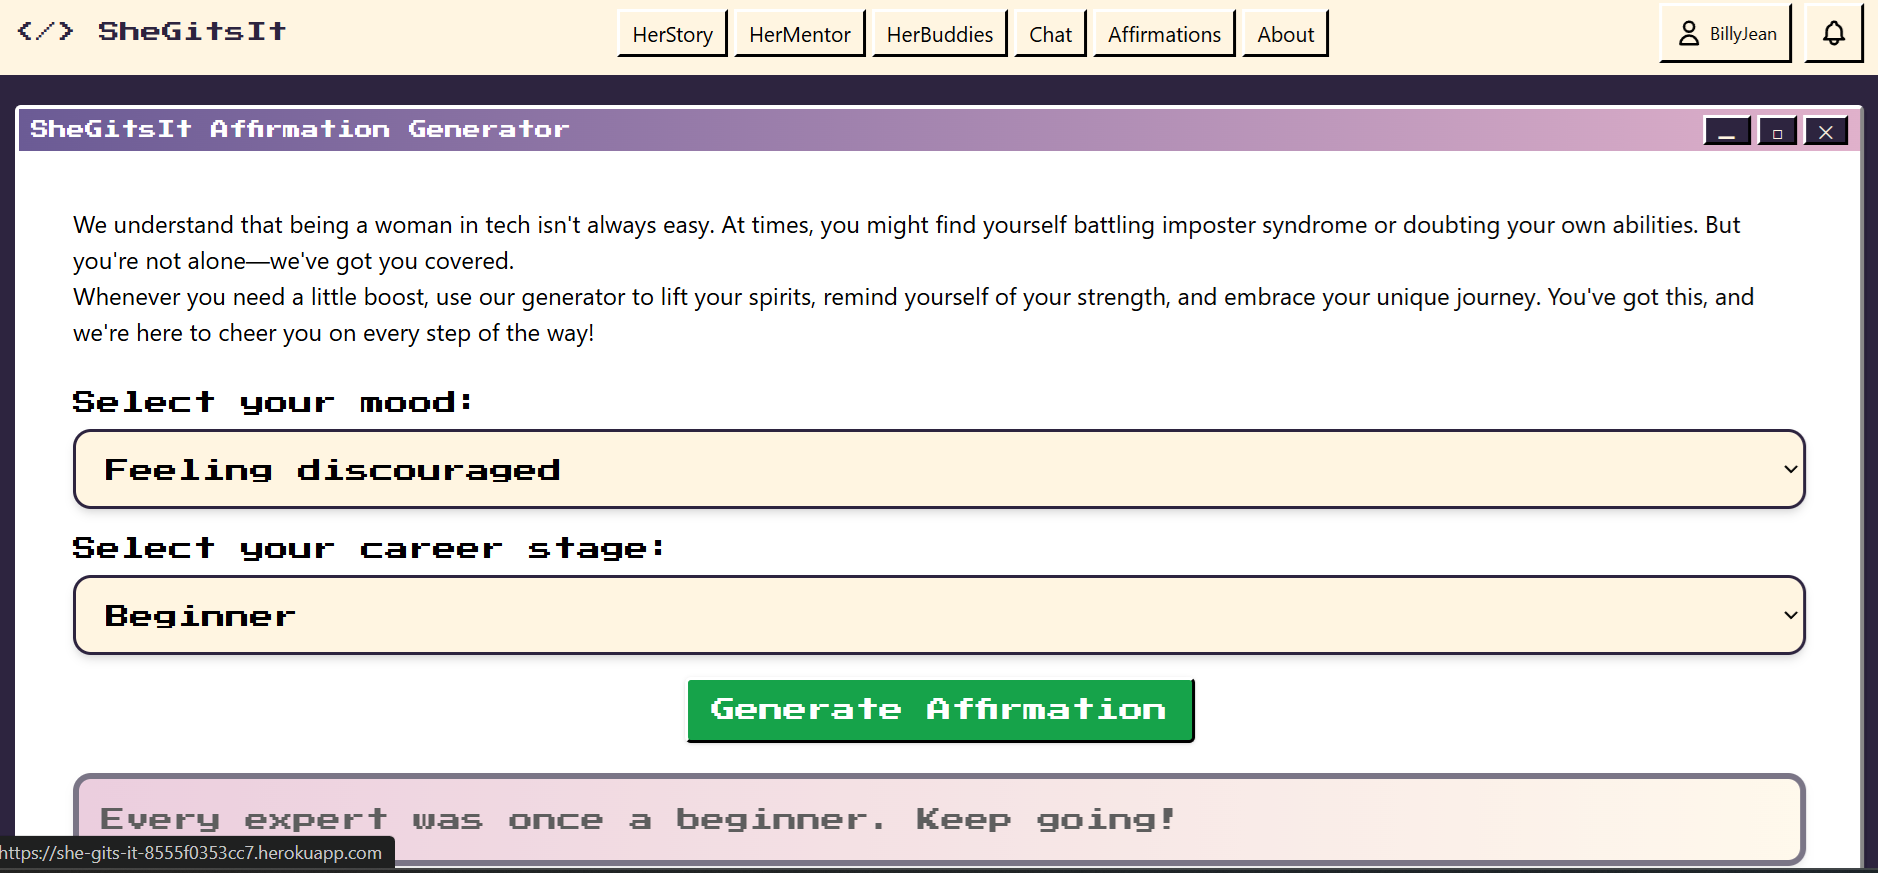 </> SheGitsIt
HerStory
HerMentor
HerBuddies
Chat
Affirmations
About
BillyJean
SheGitsIt Affirmation Generator
We understand that being a woman in tech isn't always easy. At times, you might find yourself battling imposter syndrome or doubting your own abilities. But
you're not alone—we've got you covered.
Whenever you need a little boost, use our generator to lift your spirits, remind yourself of your strength, and embrace your unique journey. You've got this, and
we're here to cheer you on every step of the way!
Select your mood:
Feeling discouraged
Select your career stage:
Beginner
Generate Affirmation
Every expert was once a beginner. Keep going!
https://she-gits-it-8555f0353cc7.herokuapp.com